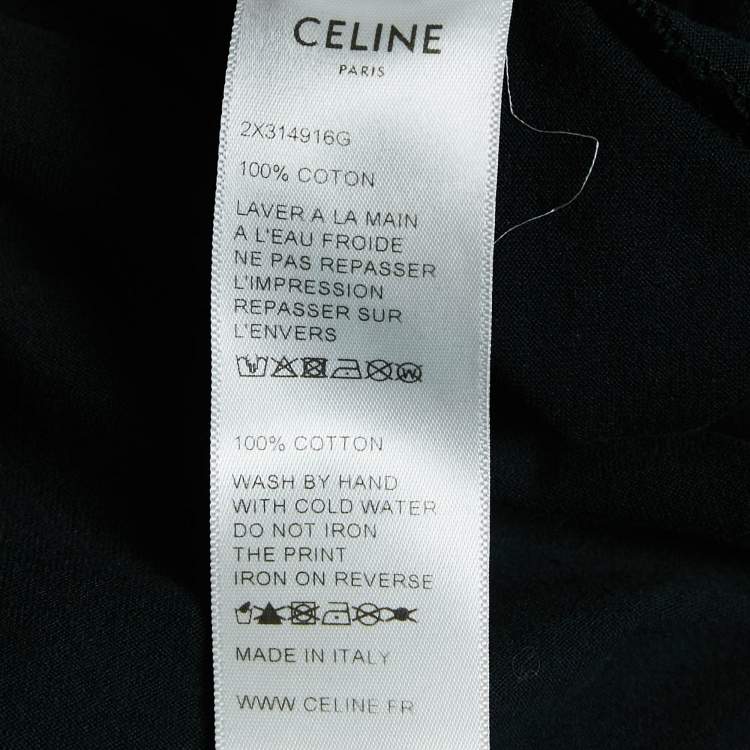 CELINE
PARIS
2X314916G
100% COTON
LAVER A LA MAIN
A L'EAU FROIDE
NE PAS REPASSER
L'IMPRESSION
REPASSER SUR
L'ENVERS
100% COTTON
WASH BY HAND
WITH COLD WATER
DO NOT IRON
THE PRINT
IRON ON REVERSE
MADE IN ITALY
WWW CELINE.FR